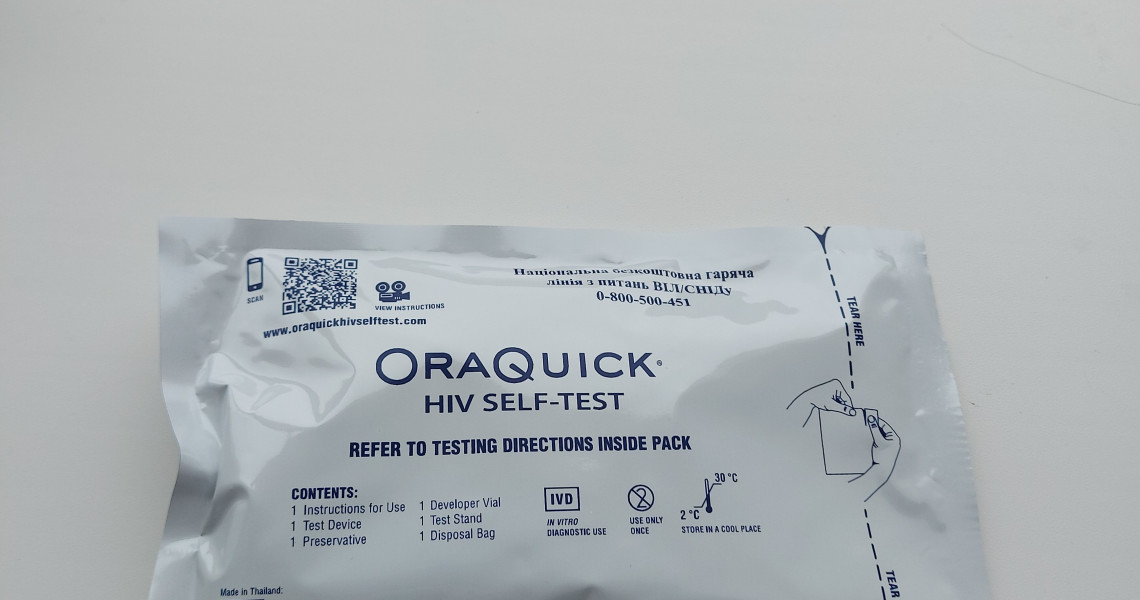 Національна безкоштовна гаряча
лінія з питань ВІЛ/СНІДу
0-800-500-451
SCAN
VIEW INSTRUCTIONS
www.oraquickhivselftest.com
TEAR HERE
ORAQUICK®
HIV SELF-TEST
REFER TO TESTING DIRECTIONS INSIDE PACK
CONTENTS:
1 Instructions for Use
1 Test Device
1 Preservative
1 Developer Vial
1 Test Stand
1 Disposal Bag
IVD
IN VITRO
DIAGNOSTIC USE
2
USE ONLY
ONCE
30 °C
2 °C
STORE IN A COOL PLACE
Made in Thailand:
TEAR